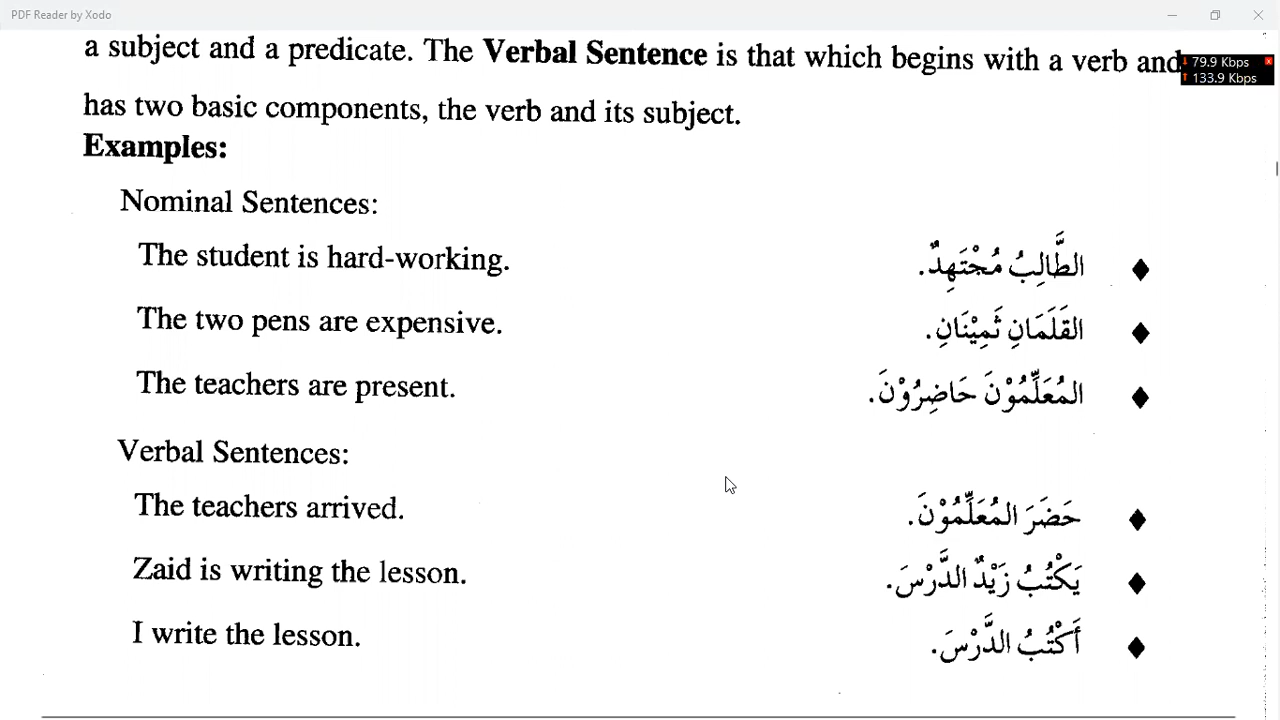 PDF Reader by Xodo
a subject and a predicate. The Verbal Sentence is that which begins with a verb and
↓ 79.9 Kbps x
↑ 133.9 Kbps
has two basic components, the verb and its subject.
Examples:
Nominal Sentences:
The student is hard-working. الطَّالِبُ مُجْتَهِدٌ. ♦
The two pens are expensive. القَلَمَانِ ثَمِيْنَانِ. ♦
The teachers are present. المُعَلِّمُوْنَ حَاضِرُوْنَ. ♦
Verbal Sentences:
The teachers arrived. حَضَرَ المُعَلِّمُوْنَ. ♦
Zaid is writing the lesson. يَكْتُبُ زَيْدٌ الدَّرْسَ. ♦
I write the lesson. أَكْتُبُ الدَّرْسَ. ♦